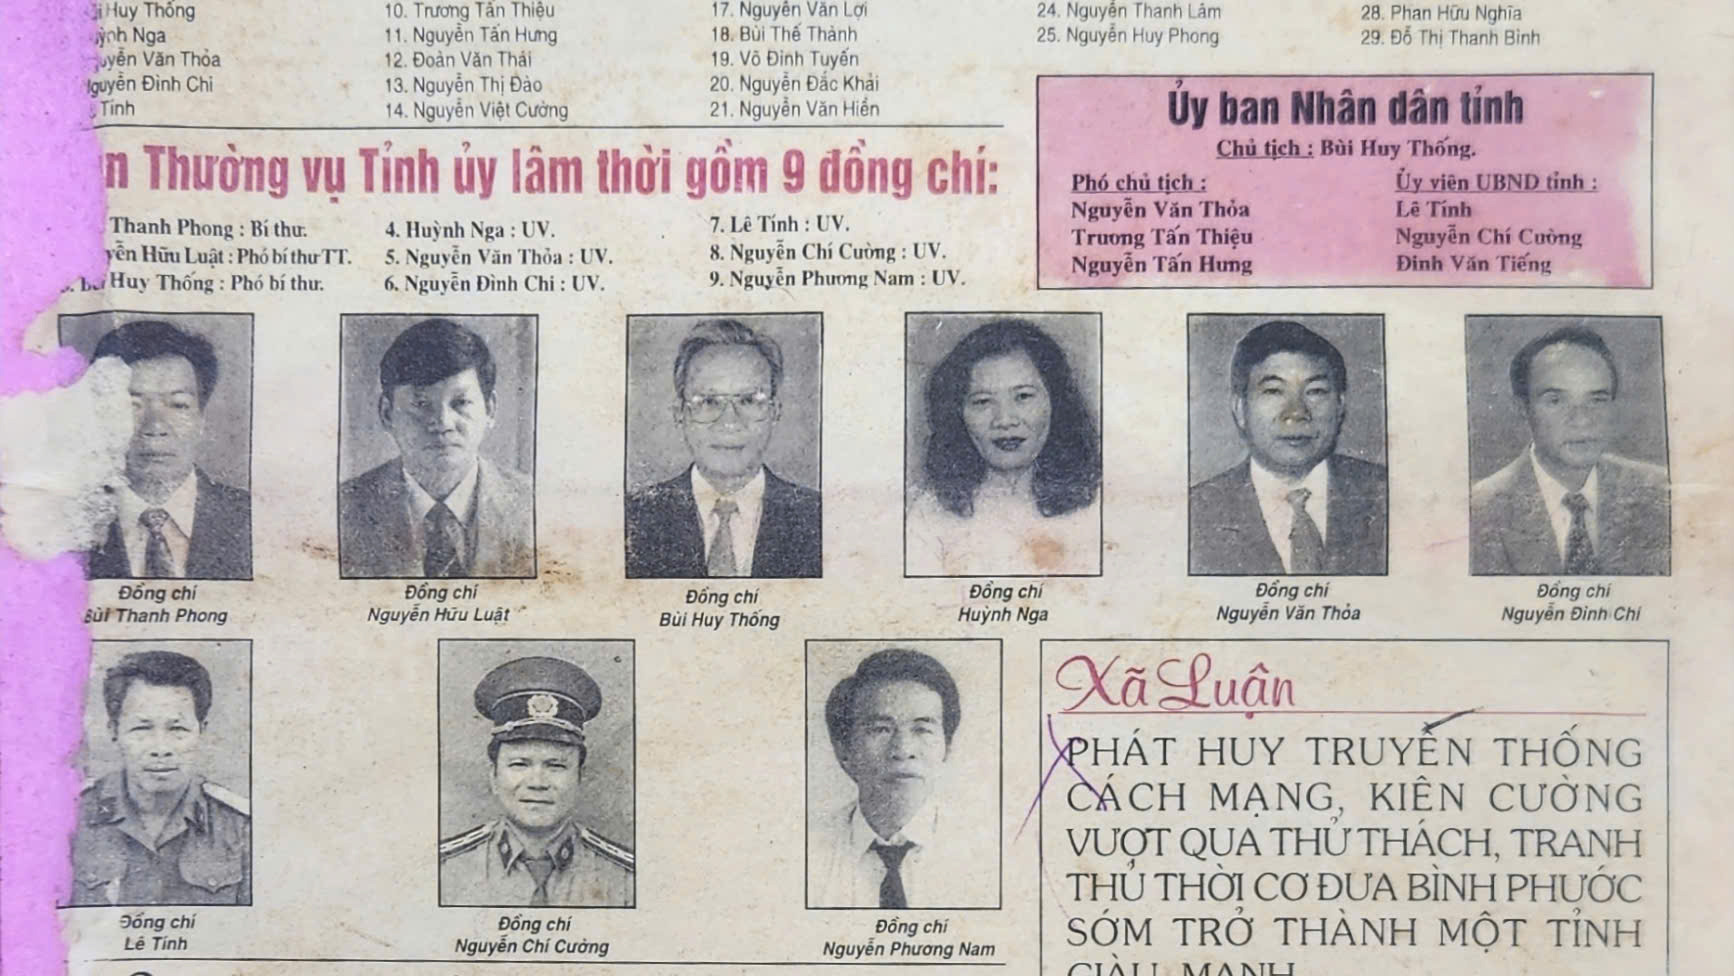 Huy Thống
Nga
Văn Thỏa
Đình Chi
Tính
10. Trương Tấn Thiệu
11. Nguyễn Tấn Hưng
12. Đoàn Văn Thái
13. Nguyễn Thị Đào
14. Nguyễn Việt Cường
17. Nguyễn Văn Lợi
18. Bùi Thế Thành
19. Võ Đình Tuyến
20. Nguyễn Đắc Khải
21. Nguyễn Văn Hiển
24. Nguyễn Thanh Lâm
25. Nguyễn Huy Phong
28. Phan Hữu Nghĩa
29. Đỗ Thị Thanh Bình
Ủy ban Nhân dân tỉnh
Chủ tịch : Bùi Huy Thống.
Phó chủ tịch :
Nguyễn Văn Thỏa
Trương Tấn Thiệu
Nguyễn Tấn Hưng
Ủy viên UBND tỉnh :
Lê Tính
Nguyễn Chí Cường
Đinh Văn Tiếng
Thường vụ Tỉnh ủy lâm thời gồm 9 đồng chí:
Thanh Phong : Bí thư.
Hữu Luật : Phó bí thư TT.
Huy Thống : Phó bí thư.
4. Huỳnh Nga : UV.
5. Nguyễn Văn Thỏa : UV.
6. Nguyễn Đình Chi : UV.
7. Lê Tính : UV.
8. Nguyễn Chí Cường : UV.
9. Nguyễn Phương Nam : UV.
Đồng chí
Bùi Thanh Phong
Đồng chí
Nguyễn Hữu Luật
Đồng chí
Bùi Huy Thống
Đồng chí
Huỳnh Nga
Đồng chí
Nguyễn Văn Thỏa
Đồng chí
Nguyễn Đình Chi
Đồng chí
Lê Tính
Đồng chí
Nguyễn Chí Cường
Đồng chí
Nguyễn Phương Nam
Xã Luận
PHÁT HUY TRUYỀN THỐNG
CÁCH MẠNG, KIÊN CƯỜNG
VƯỢT QUA THỬ THÁCH, TRANH
THỦ THỜI CƠ ĐƯA BÌNH PHƯỚC
SỚM TRỞ THÀNH MỘT TỈNH
GIÀU MẠNH